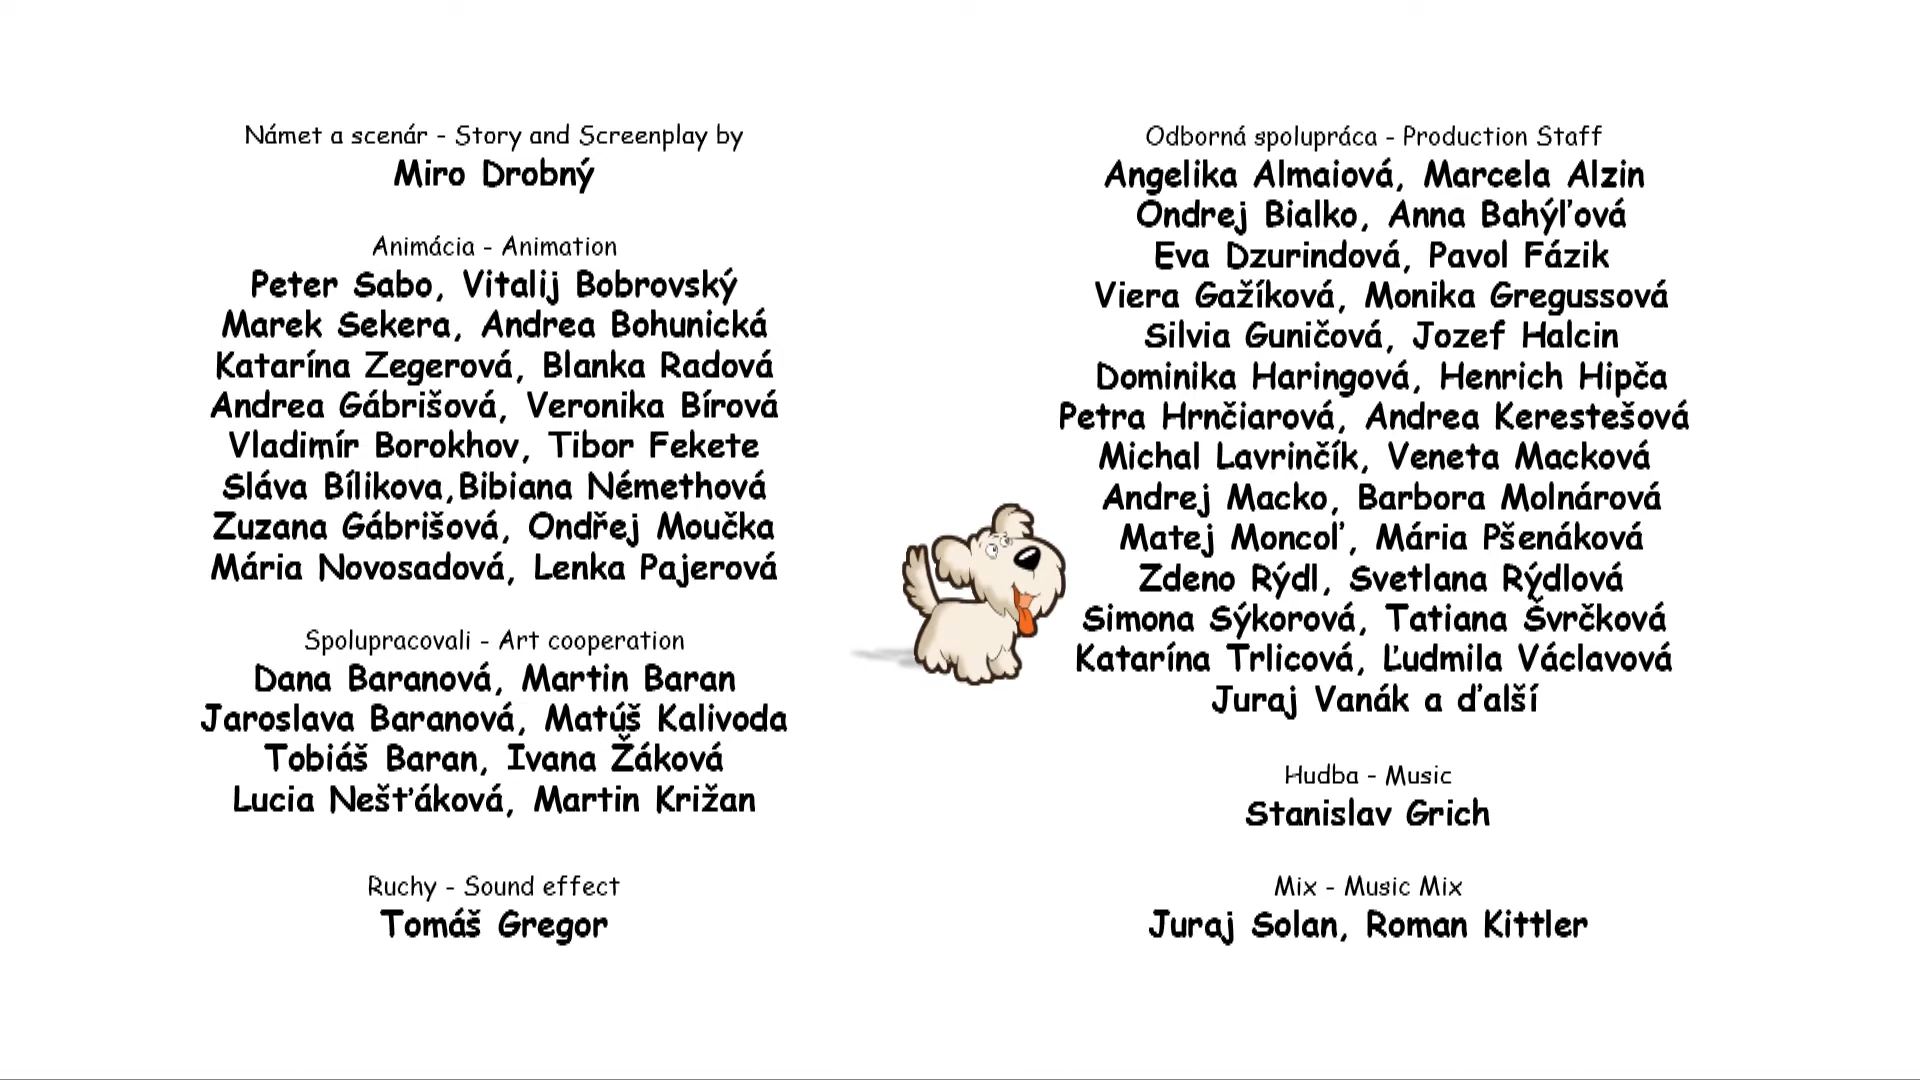 Námet a scenár - Story and Screenplay by
Miro Drobný
Animácia - Animation
Peter Sabo, Vitalij Bobrovský
Marek Sekera, Andrea Bohunická
Katarína Zegerová, Blanka Radová
Andrea Gábrišová, Veronika Bírová
Vladimír Borokhov, Tibor Fekete
Sláva Bílikova,Bibiana Némethová
Zuzana Gábrišová, Ondřej Moučka
Mária Novosadová, Lenka Pajerová
Spolupracovali - Art cooperation
Dana Baranová, Martin Baran
Jaroslava Baranová, Matúš Kalivoda
Tobiáš Baran, Ivana Žáková
Lucia Nešťáková, Martin Križan
Ruchy - Sound effect
Tomáš Gregor
Odborná spolupráca - Production Staff
Angelika Almaiová, Marcela Alzin
Ondrej Bialko, Anna Bahýľová
Eva Dzurindová, Pavol Fázik
Viera Gažíková, Monika Gregussová
Silvia Guničová, Jozef Halcin
Dominika Haringová, Henrich Hipča
Petra Hrnčiarová, Andrea Kerestešová
Michal Lavrinčík, Veneta Macková
Andrej Macko, Barbora Molnárová
Matej Moncoľ, Mária Pšenáková
Zdeno Rýdl, Svetlana Rýdlová
Simona Sýkorová, Tatiana Švrčková
Katarína Trlicová, Ľudmila Václavová
Juraj Vanák a ďalší
Hudba - Music
Stanislav Grich
Mix - Music Mix
Juraj Solan, Roman Kittler